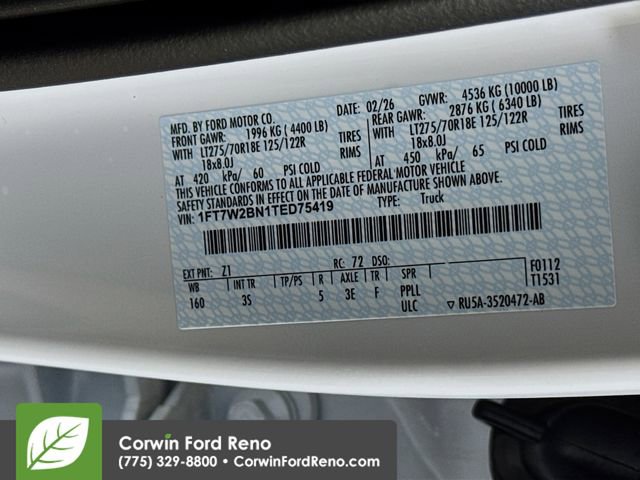 MFD. BY FORD MOTOR CO.
DATE: 02/26 GVWR: 4536 KG (10000 LB)
FRONT GAWR: 1996 KG (4400 LB)
REAR GAWR: 2876 KG (6340 LB)
WITH LT275/70R18E 125/122R TIRES
WITH LT275/70R18E 125/122R TIRES
18x8.0J RIMS
18x8.0J RIMS
AT 420 kPa/ 60 PSI COLD
AT 450 kPa/ 65 PSI COLD
THIS VEHICLE CONFORMS TO ALL APPLICABLE FEDERAL MOTOR VEHICLE
SAFETY STANDARDS IN EFFECT ON THE DATE OF MANUFACTURE SHOWN ABOVE.
VIN: 1FT7W2BN1TED75419
TYPE: Truck
F0112
T1531
EXT PNT: Z1 RC: 72 DSO:
WB INT TR TP/PS R AXLE TR SPR
160 3S 5 3E F PPLL
ULC ▽ RU5A-3520472-AB
Corwin Ford Reno
(775) 329-8800 • CorwinFordReno.com